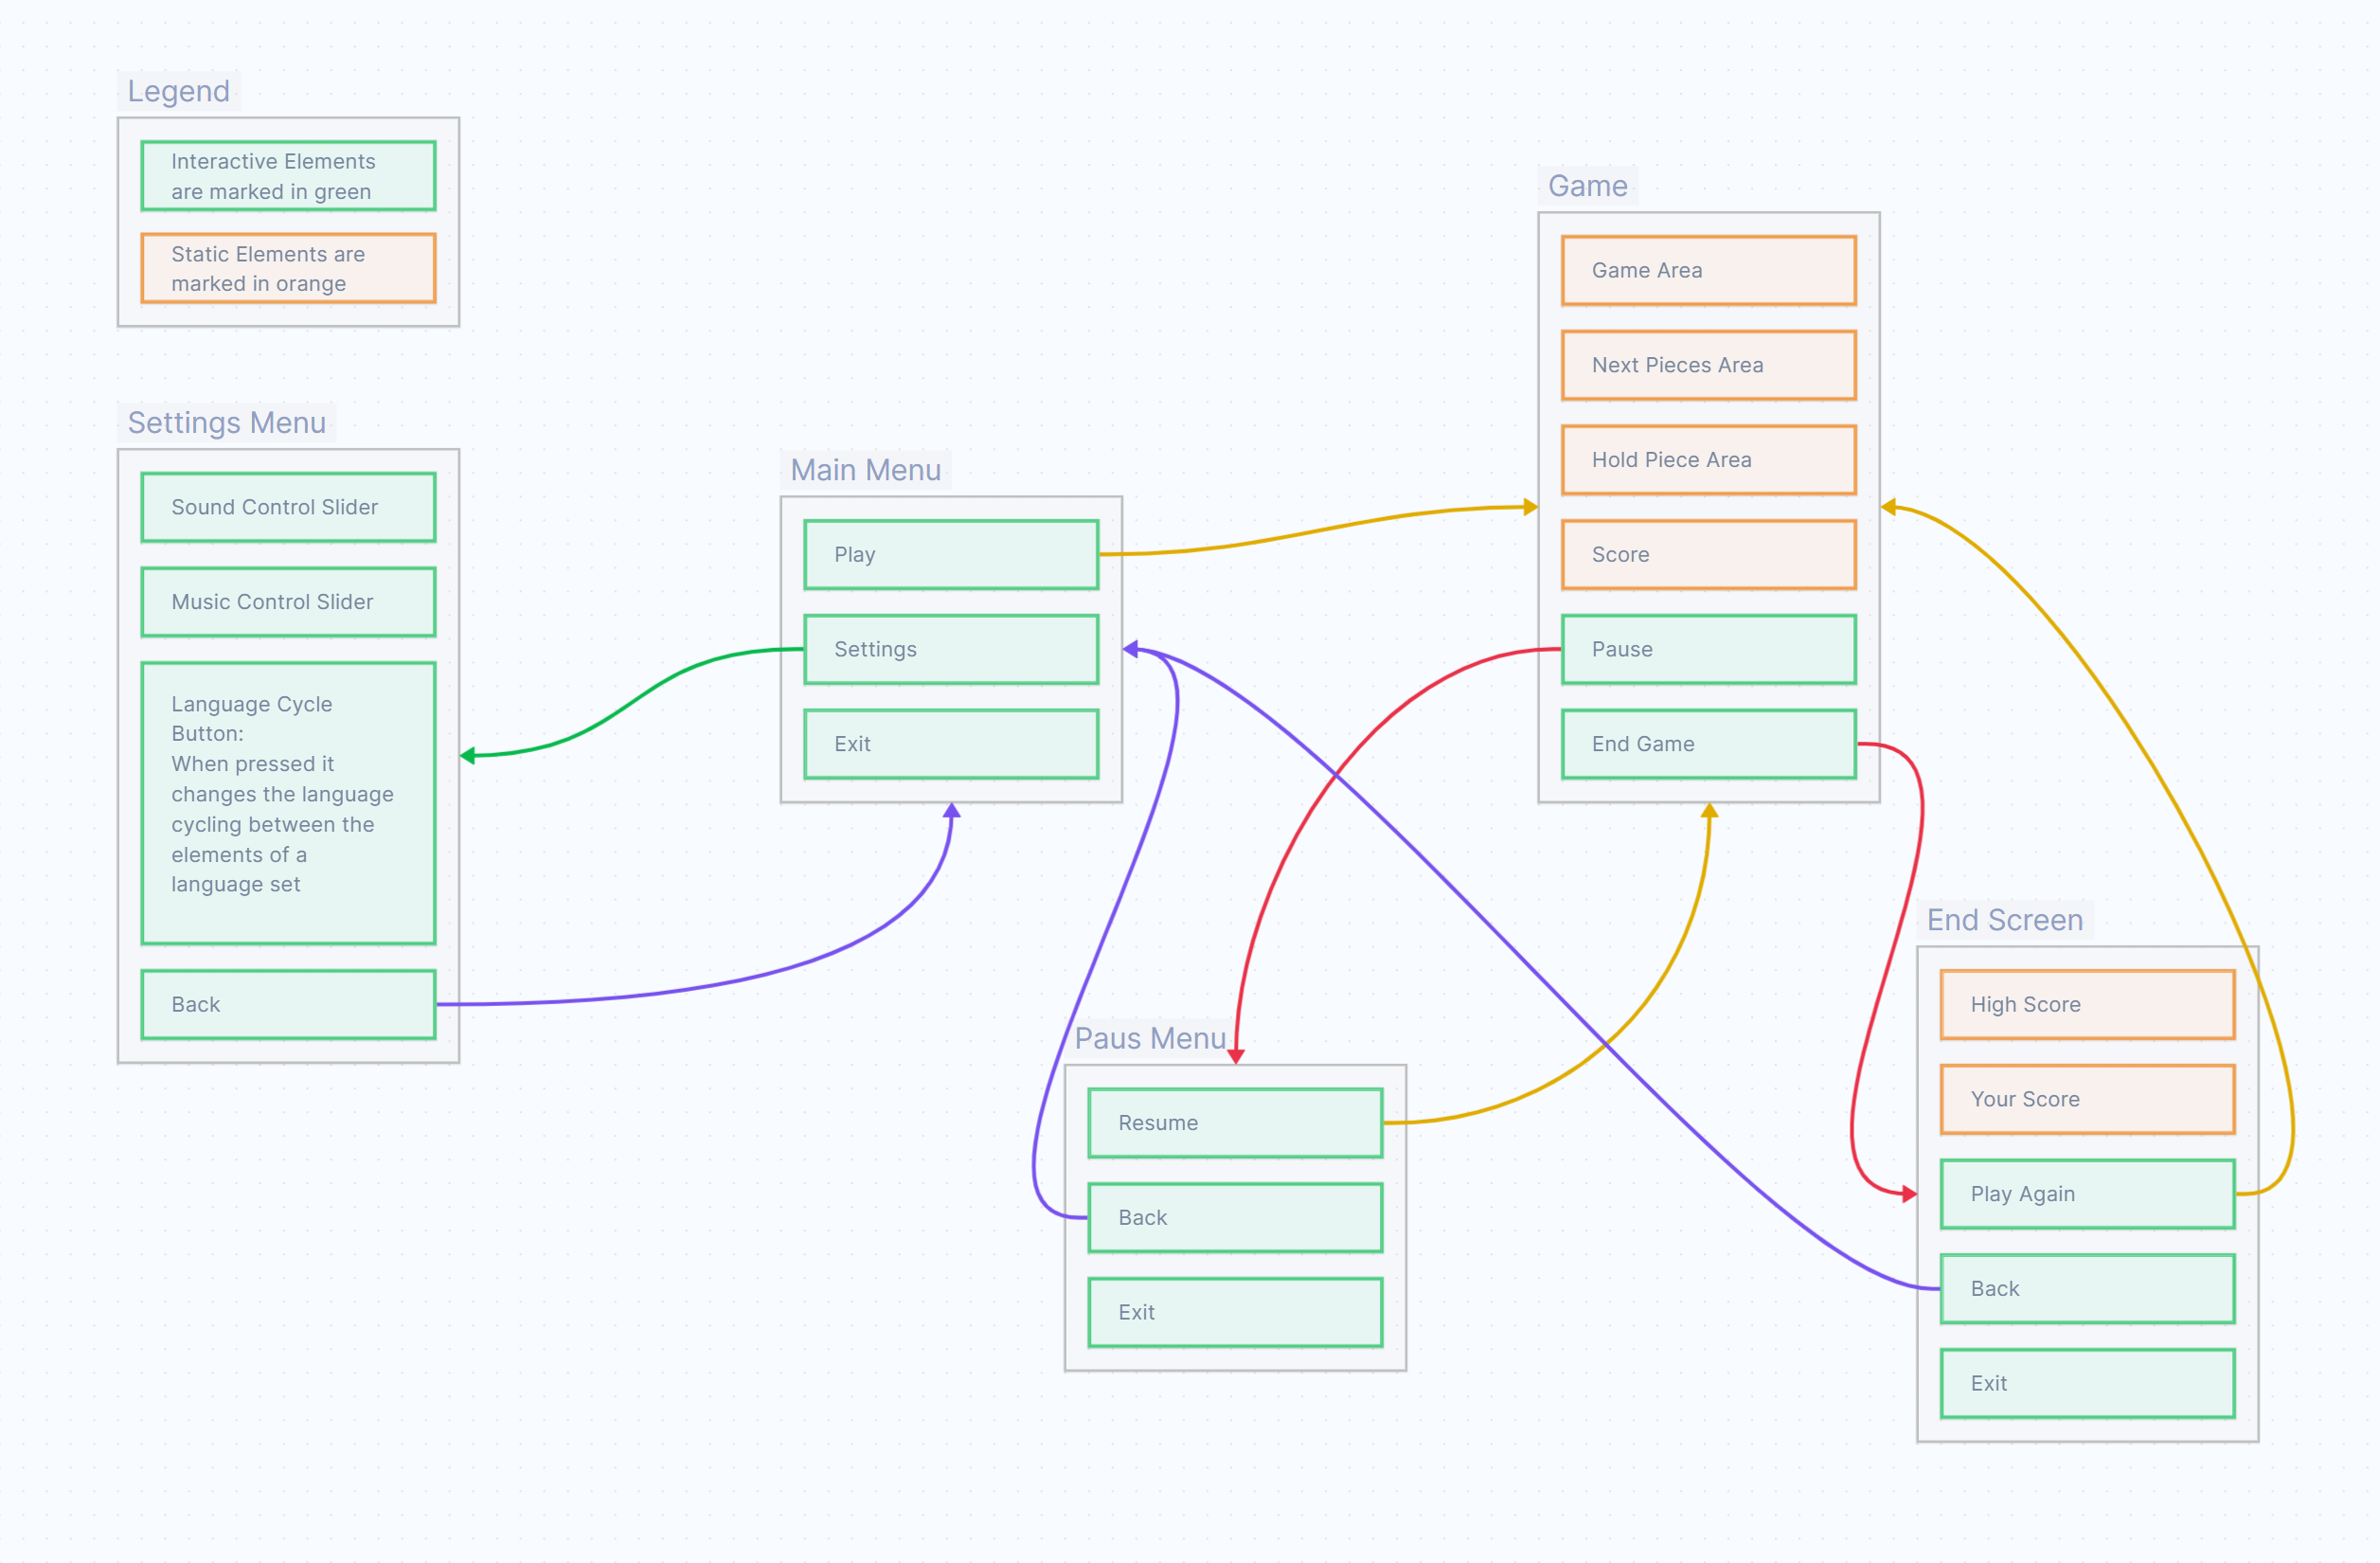 Legend
Interactive Elements
are marked in green
Static Elements are
marked in orange
Settings Menu
Sound Control Slider
Music Control Slider
Language Cycle
Button:
When pressed it
changes the language
cycling between the
elements of a
language set
Back
Main Menu
Play
Settings
Exit
Game
Game Area
Next Pieces Area
Hold Piece Area
Score
Pause
End Game
Paus Menu
Resume
Back
Exit
End Screen
High Score
Your Score
Play Again
Back
Exit